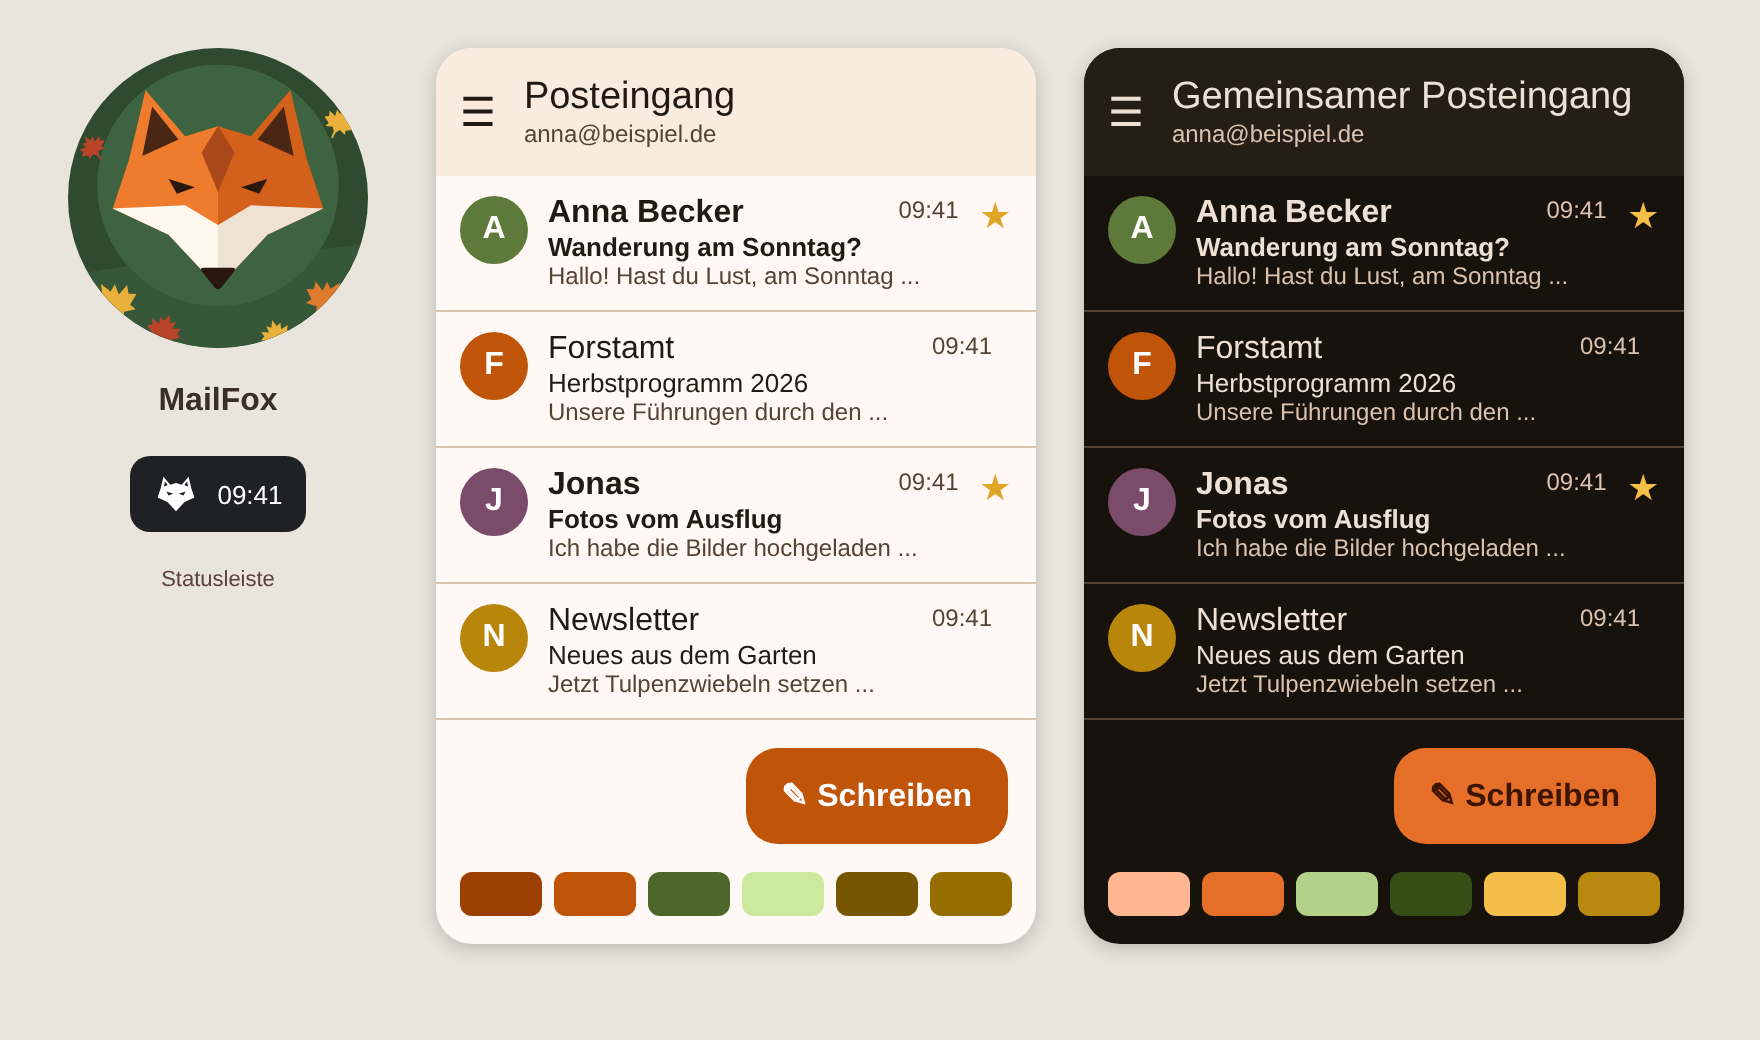 MailFox
09:41
Statusleiste
☰ Posteingang
anna@beispiel.de
A Anna Becker 09:41 ★
Wanderung am Sonntag?
Hallo! Hast du Lust, am Sonntag ...
F Forstamt 09:41
Herbstprogramm 2026
Unsere Führungen durch den ...
J Jonas 09:41 ★
Fotos vom Ausflug
Ich habe die Bilder hochgeladen ...
N Newsletter 09:41
Neues aus dem Garten
Jetzt Tulpenzwiebeln setzen ...
✎ Schreiben
☰ Gemeinsamer Posteingang
anna@beispiel.de
A Anna Becker 09:41 ★
Wanderung am Sonntag?
Hallo! Hast du Lust, am Sonntag ...
F Forstamt 09:41
Herbstprogramm 2026
Unsere Führungen durch den ...
J Jonas 09:41 ★
Fotos vom Ausflug
Ich habe die Bilder hochgeladen ...
N Newsletter 09:41
Neues aus dem Garten
Jetzt Tulpenzwiebeln setzen ...
✎ Schreiben